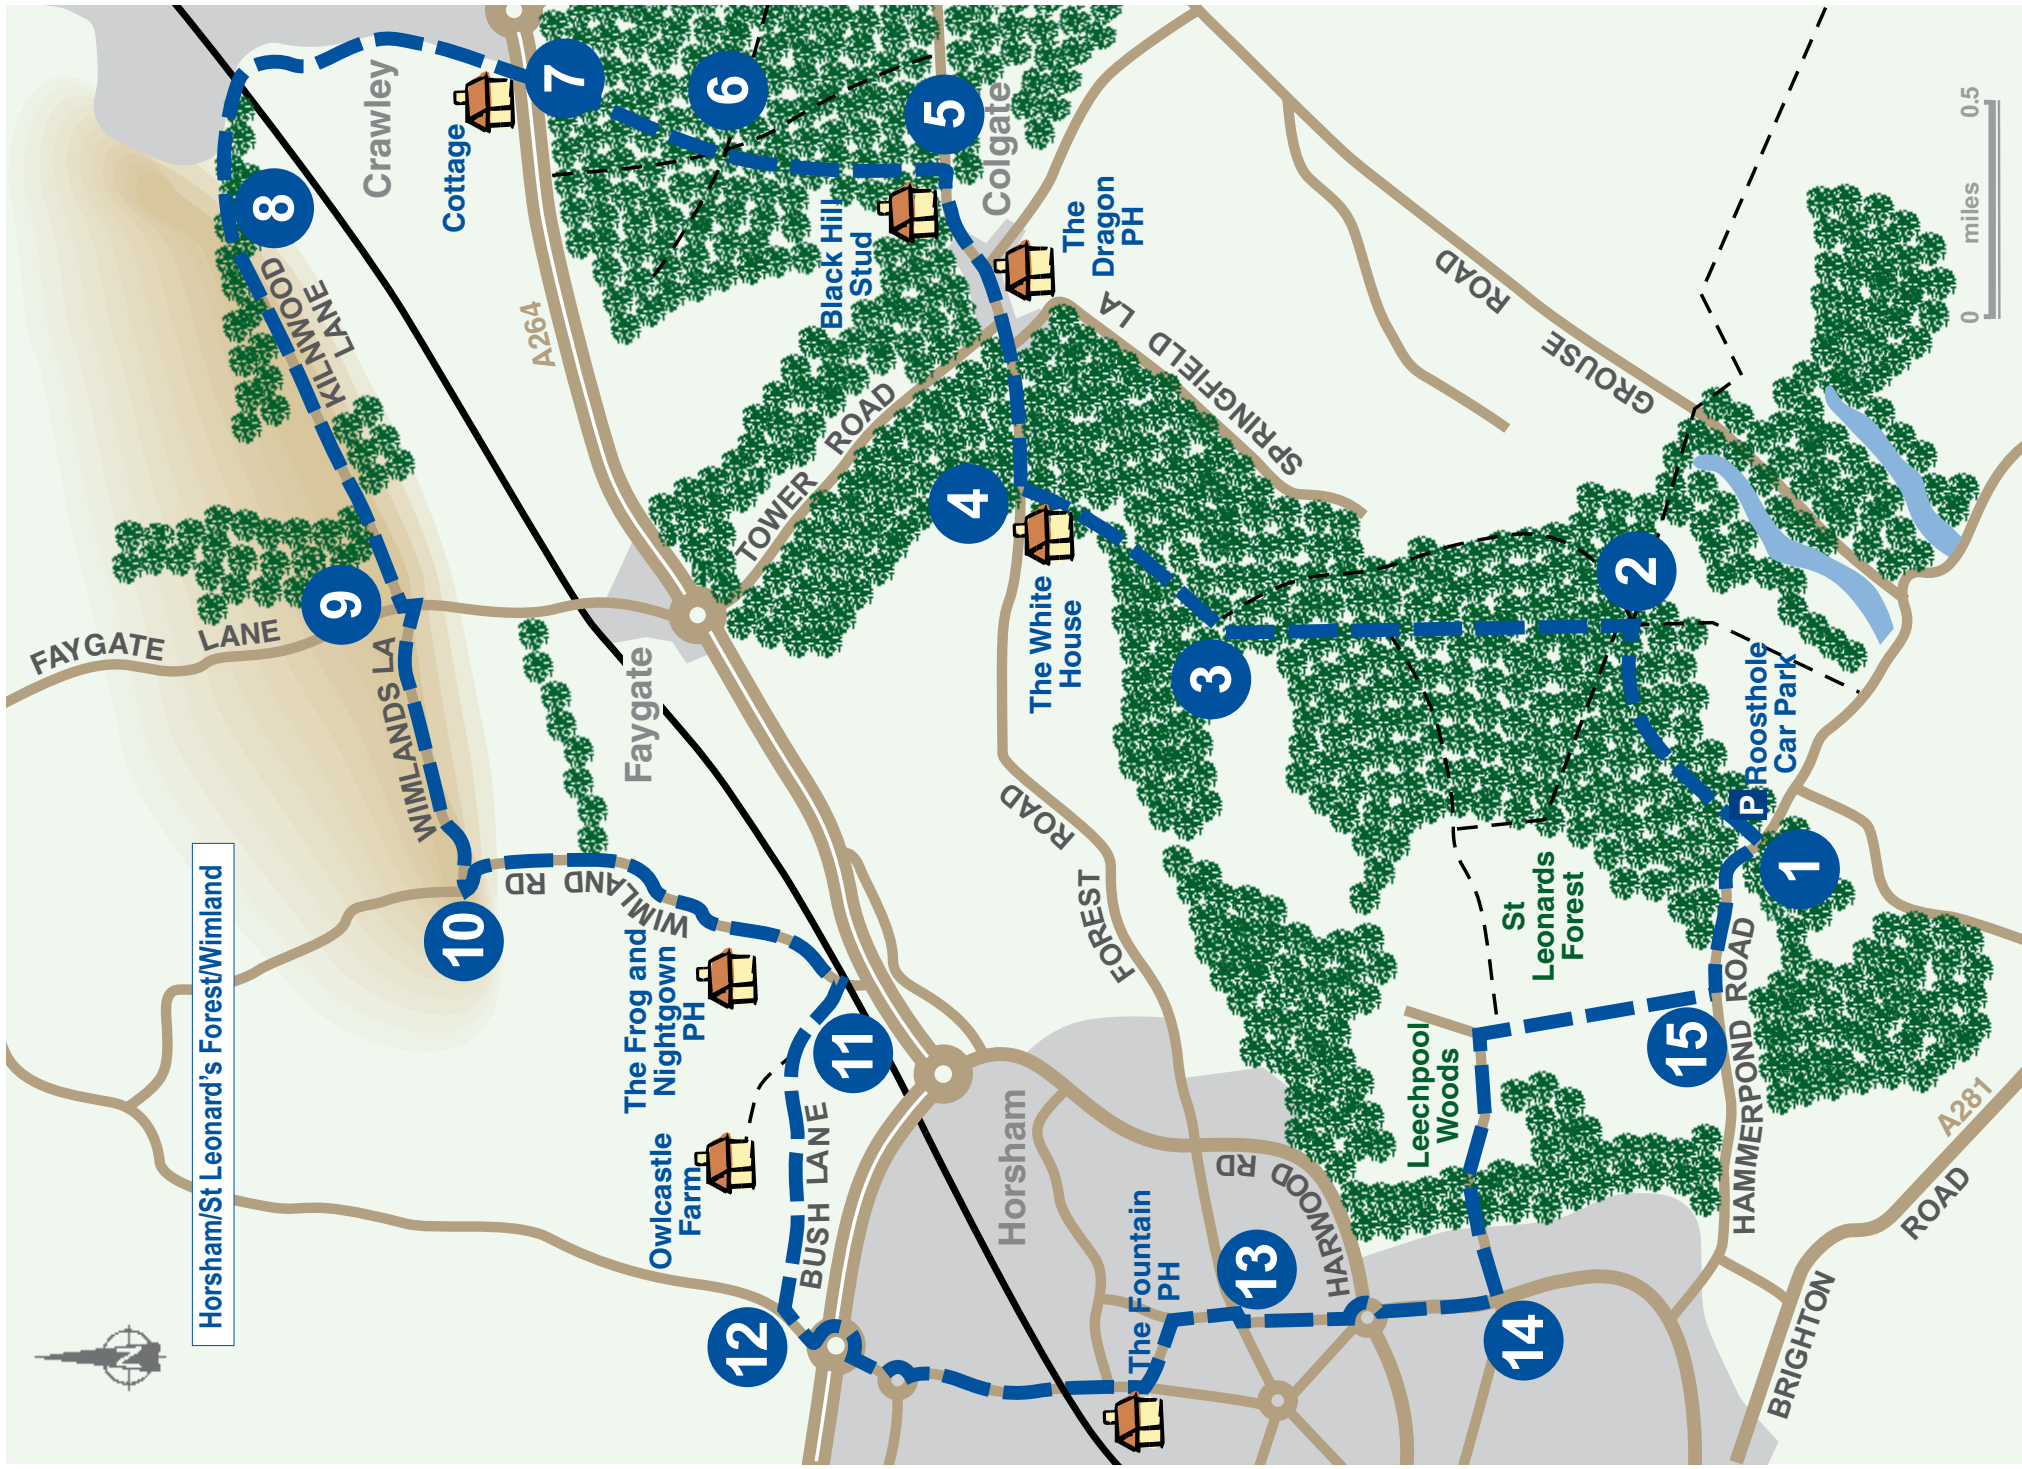 Horsham/St Leonard's Forest/Wimland
N
Crawley
Cottage
7
6
5
Colgate
Black Hill
Stud
The
Dragon
PH
A264
8
KILNWOOD
LANE
9
FAYGATE LANE
WIMLANDS LA
10
WIMLAND RD
Faygate
TOWER ROAD
4
The White
House
SPRINGFIELD LA
GROUSE ROAD
0 miles 0.5
3
2
FOREST ROAD
Roosthole
Car Park
P
1
St
Leonards
Forest
Leechpool
Woods
15
HAMMERPOND ROAD
A281
BRIGHTON ROAD
The Frog and
Nightgown
PH
11
Owlcastle
Farm
BUSH LANE
12
Horsham
The Fountain
PH
13
HARWOOD RD
14